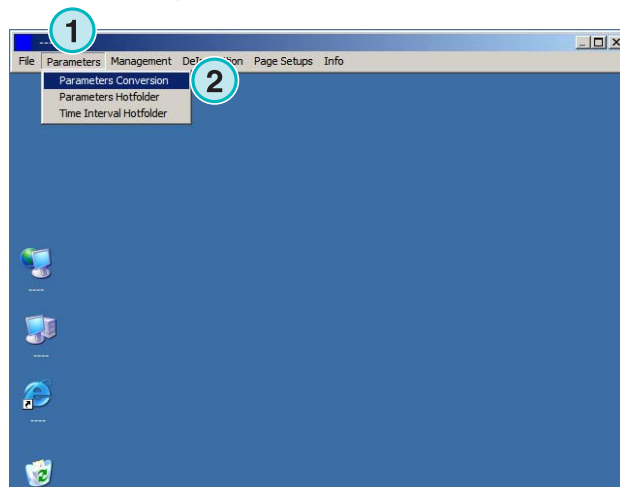 1
----
File Parameters Management Page Setups Info
2
Parameters Conversion
Parameters Hotfolder
Time Interval Hotfolder
----
----
----